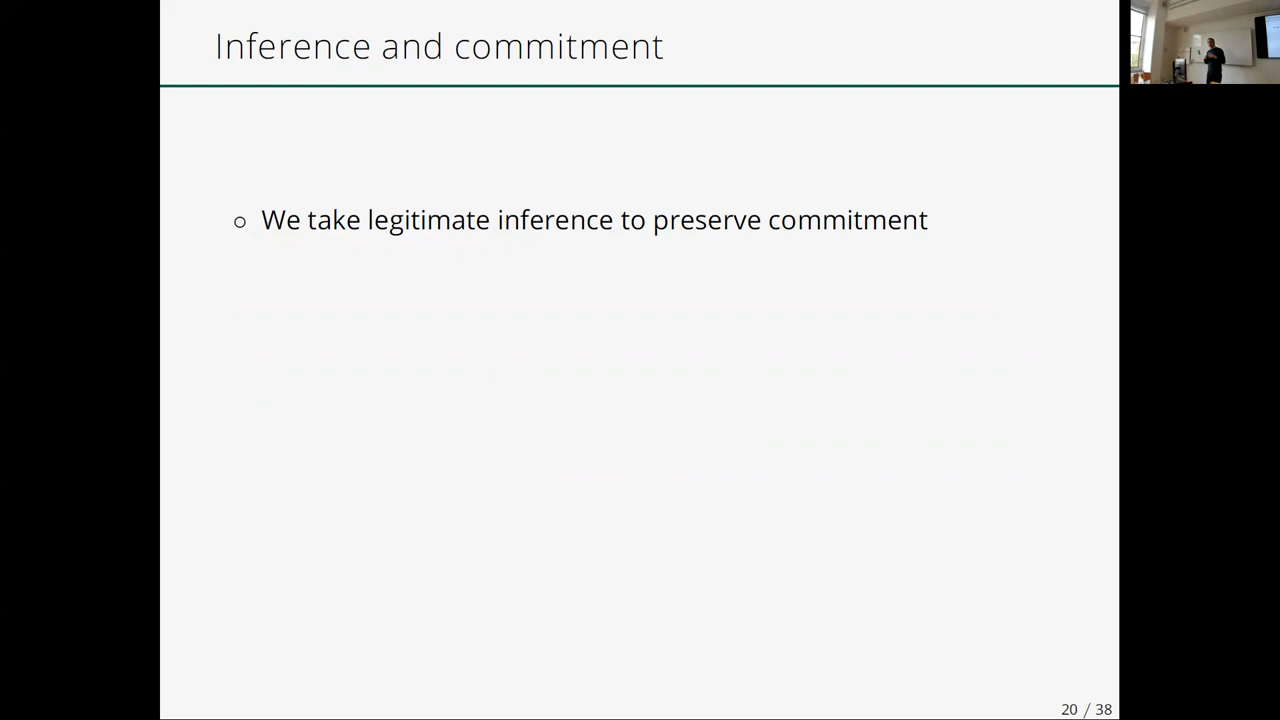 Inference and commitment
We take legitimate inference to preserve commitment
20 / 38